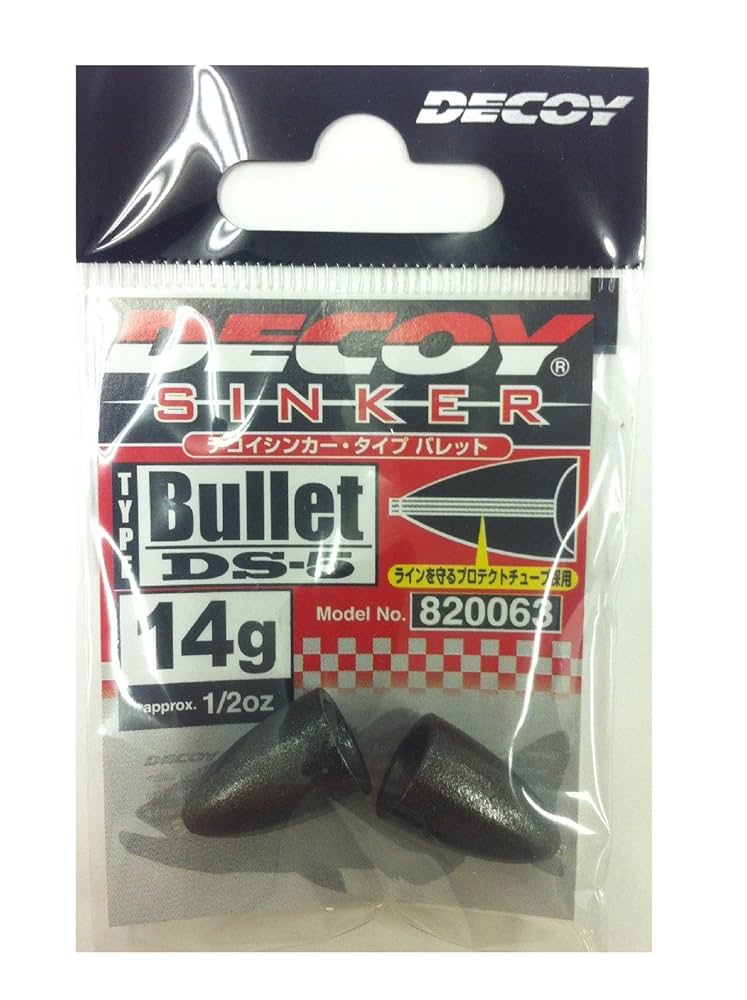 DECOY
DECOY®
SINKER
デコイシンカー・タイプ バレット
TYPE
Bullet
DS-5
ラインを守るプロテクトチューブ採用
14g
Model No. 820063
approx. 1/2oz
DECOY